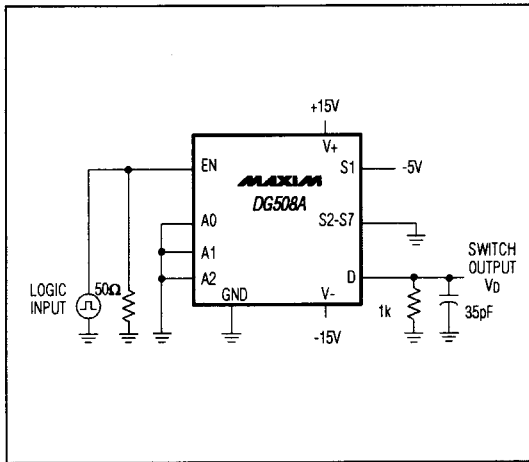 +15V
V+
EN
MAXIM
DG508A
S1
-5V
A0
S2-S7
A1
A2
SWITCH
OUTPUT
VD
D
LOGIC
INPUT
50Ω
GND
V-
1k
35pF
-15V